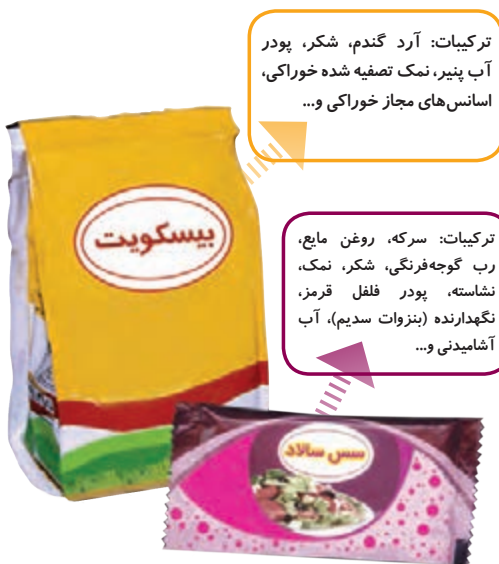 ترکیبات: آرد گندم، شکر، پودر
آب پنیر، نمک تصفیه شده خوراکی،
اسانس‌های مجاز خوراکی و...
بیسکویت
ترکیبات: سرکه، روغن مایع،
رب گوجه‌فرنگی، شکر، نمک،
نشاسته، پودر فلفل قرمز،
نگهدارنده (بنزوات سدیم)، آب
آشامیدنی و...
سس سالاد